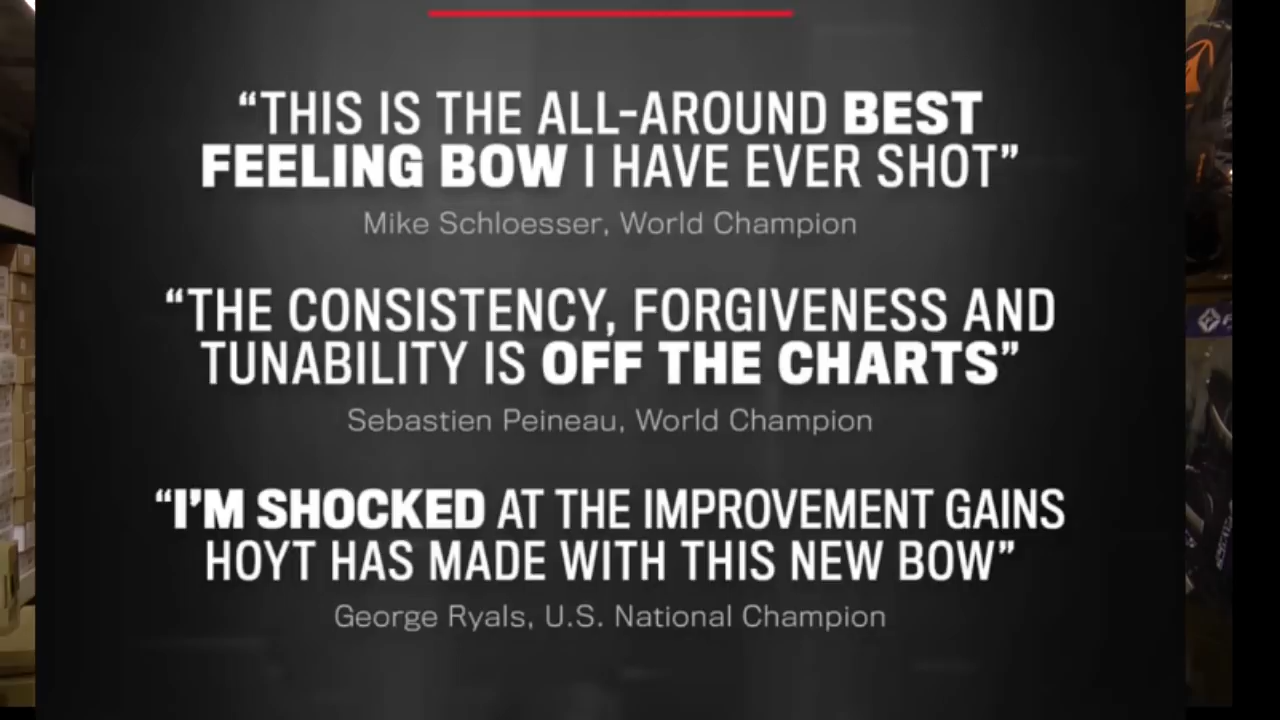 “THIS IS THE ALL-AROUND BEST
FEELING BOW I HAVE EVER SHOT”
Mike Schloesser, World Champion
“THE CONSISTENCY, FORGIVENESS AND
TUNABILITY IS OFF THE CHARTS”
Sebastien Peineau, World Champion
“I’M SHOCKED AT THE IMPROVEMENT GAINS
HOYT HAS MADE WITH THIS NEW BOW”
George Ryals, U.S. National Champion